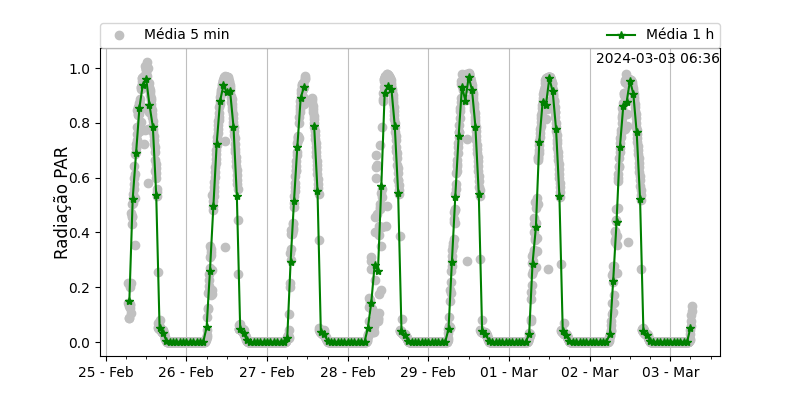 Média 5 min
Média 1 h
2024-03-03 06:36
Radiação PAR
1.0
0.8
0.6
0.4
0.2
0.0
25 - Feb
26 - Feb
27 - Feb
28 - Feb
29 - Feb
01 - Mar
02 - Mar
03 - Mar